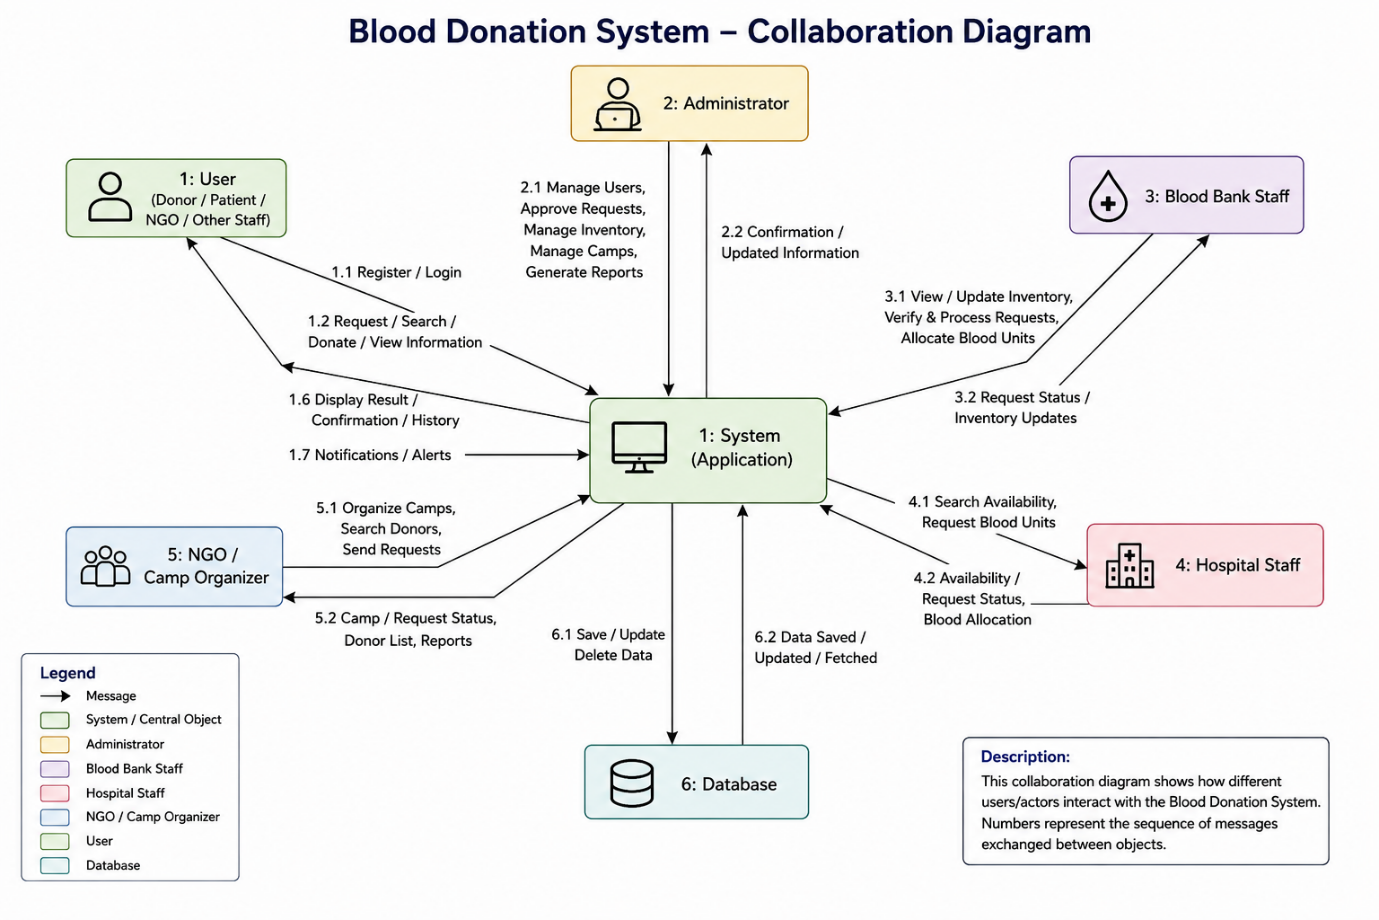 Blood Donation System – Collaboration Diagram
2: Administrator
1: User
(Donor / Patient /
NGO / Other Staff)
3: Blood Bank Staff
2.1 Manage Users,
Approve Requests,
Manage Inventory,
Manage Camps,
Generate Reports
2.2 Confirmation /
Updated Information
1.1 Register / Login
1.2 Request / Search /
Donate / View Information
3.1 View / Update Inventory,
Verify & Process Requests,
Allocate Blood Units
3.2 Request Status /
Inventory Updates
1.6 Display Result /
Confirmation / History
1.7 Notifications / Alerts
1: System
(Application)
5.1 Organize Camps,
Search Donors,
Send Requests
4.1 Search Availability,
Request Blood Units
5: NGO /
Camp Organizer
4: Hospital Staff
4.2 Availability /
Request Status,
Blood Allocation
5.2 Camp / Request Status,
Donor List, Reports
6.1 Save / Update
Delete Data
6.2 Data Saved /
Updated / Fetched
6: Database
Legend
Message
System / Central Object
Administrator
Blood Bank Staff
Hospital Staff
NGO / Camp Organizer
User
Database
Description:
This collaboration diagram shows how different
users/actors interact with the Blood Donation System.
Numbers represent the sequence of messages
exchanged between objects.